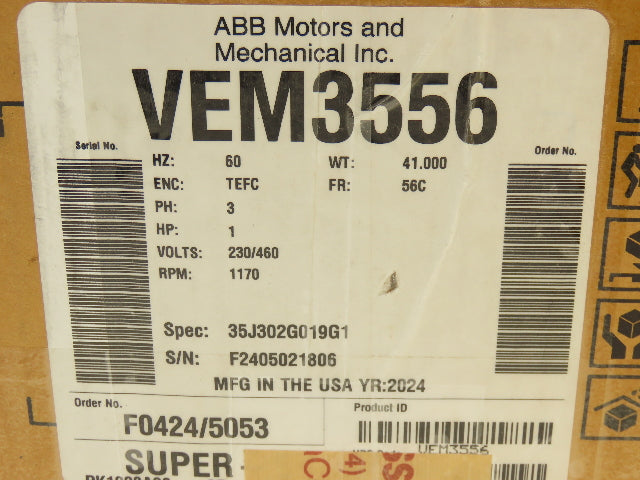 ABB Motors and
Mechanical Inc.
VEM3556
Serial No.
Order No.
HZ: 60 WT: 41.000
ENC: TEFC FR: 56C
PH: 3
HP: 1
VOLTS: 230/460
RPM: 1170
Spec: 35J302G019G1
S/N: F2405021806
MFG IN THE USA YR:2024
Order No.
F0424/5053
Product ID
VEM3556
SUPER